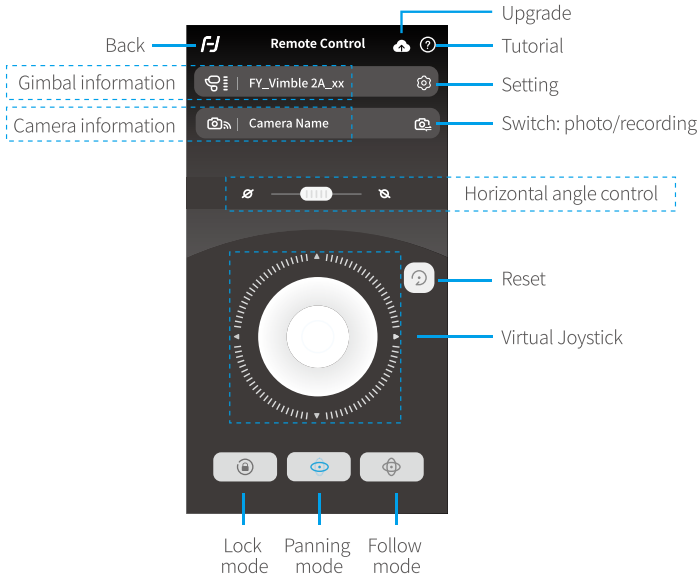 Upgrade
Back
Remote Control
Tutorial
Gimbal information
FY_Vimble 2A_xx
Setting
Camera information
Camera Name
Switch: photo/recording
Horizontal angle control
Reset
Virtual Joystick
Lock
mode
Panning
mode
Follow
mode